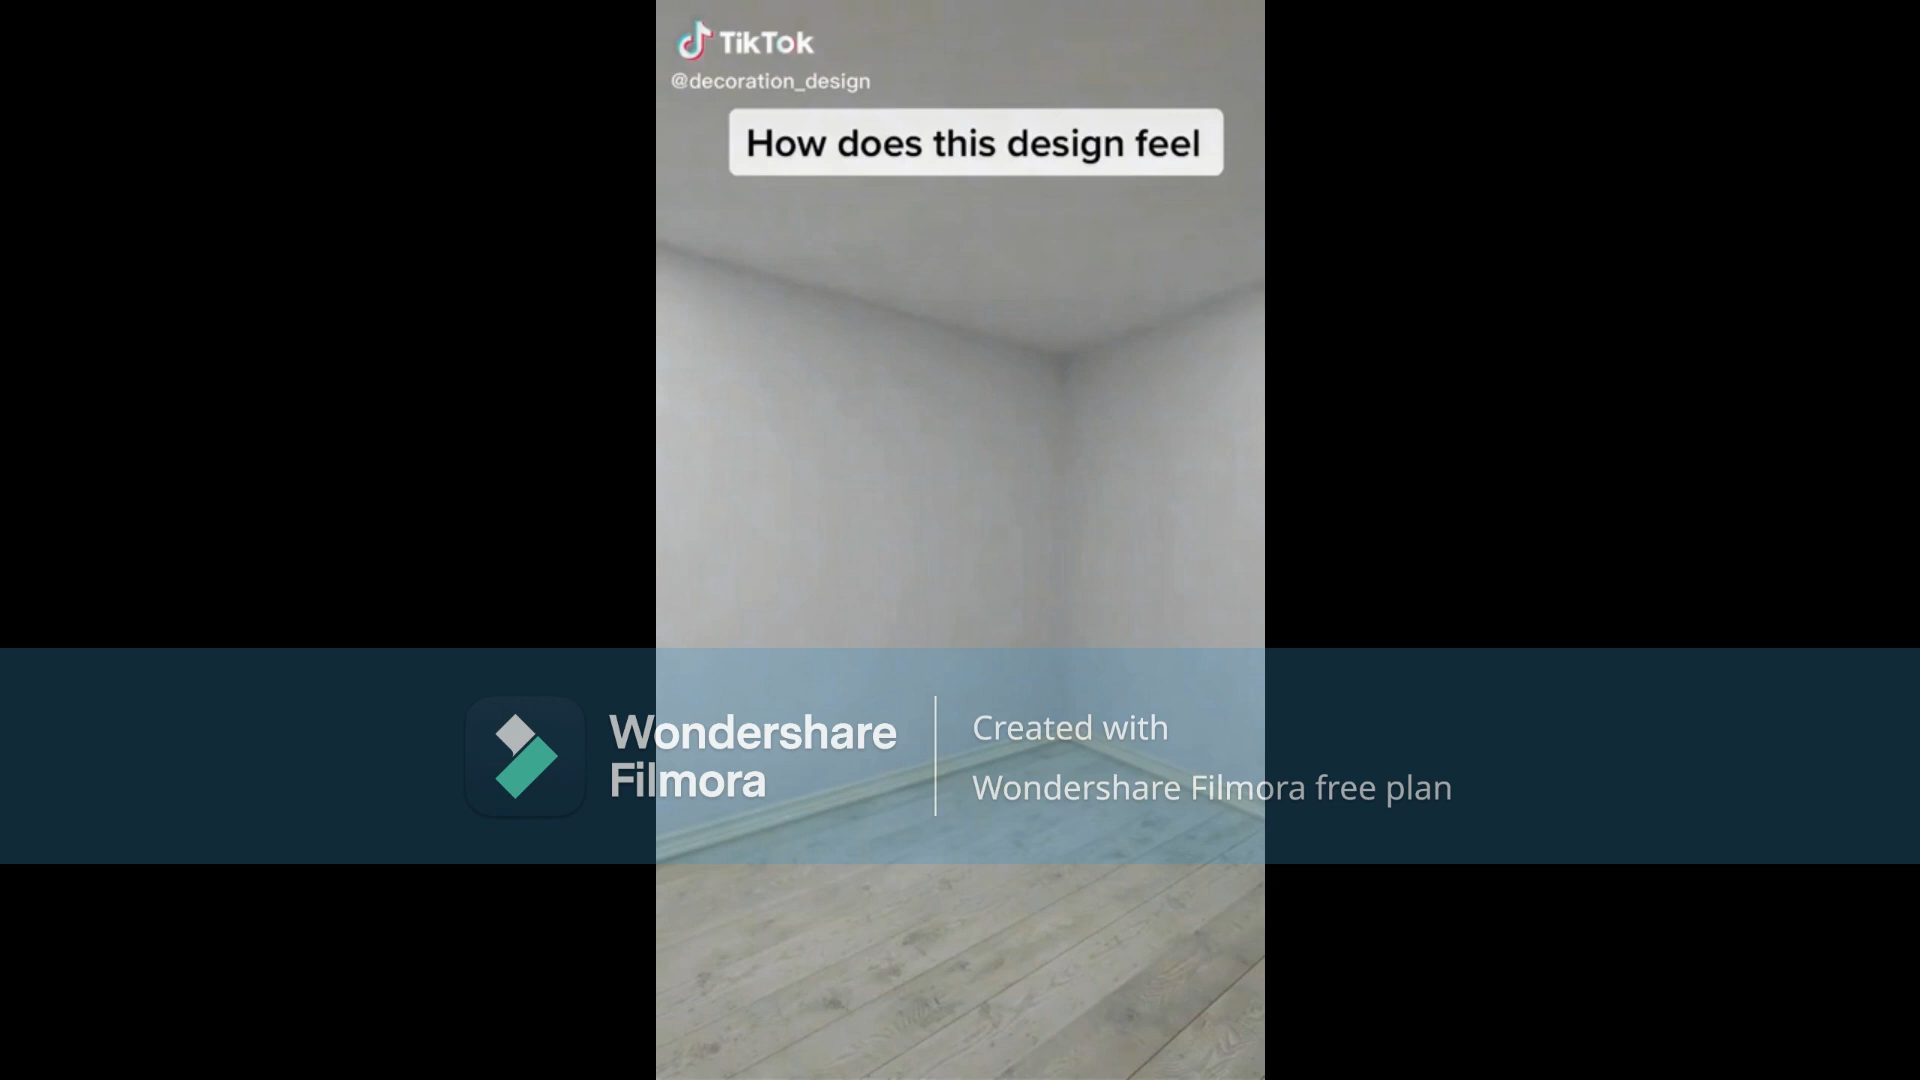 TikTok
@decoration_design
How does this design feel
Wondershare
Filmora
Created with
Wondershare Filmora free plan